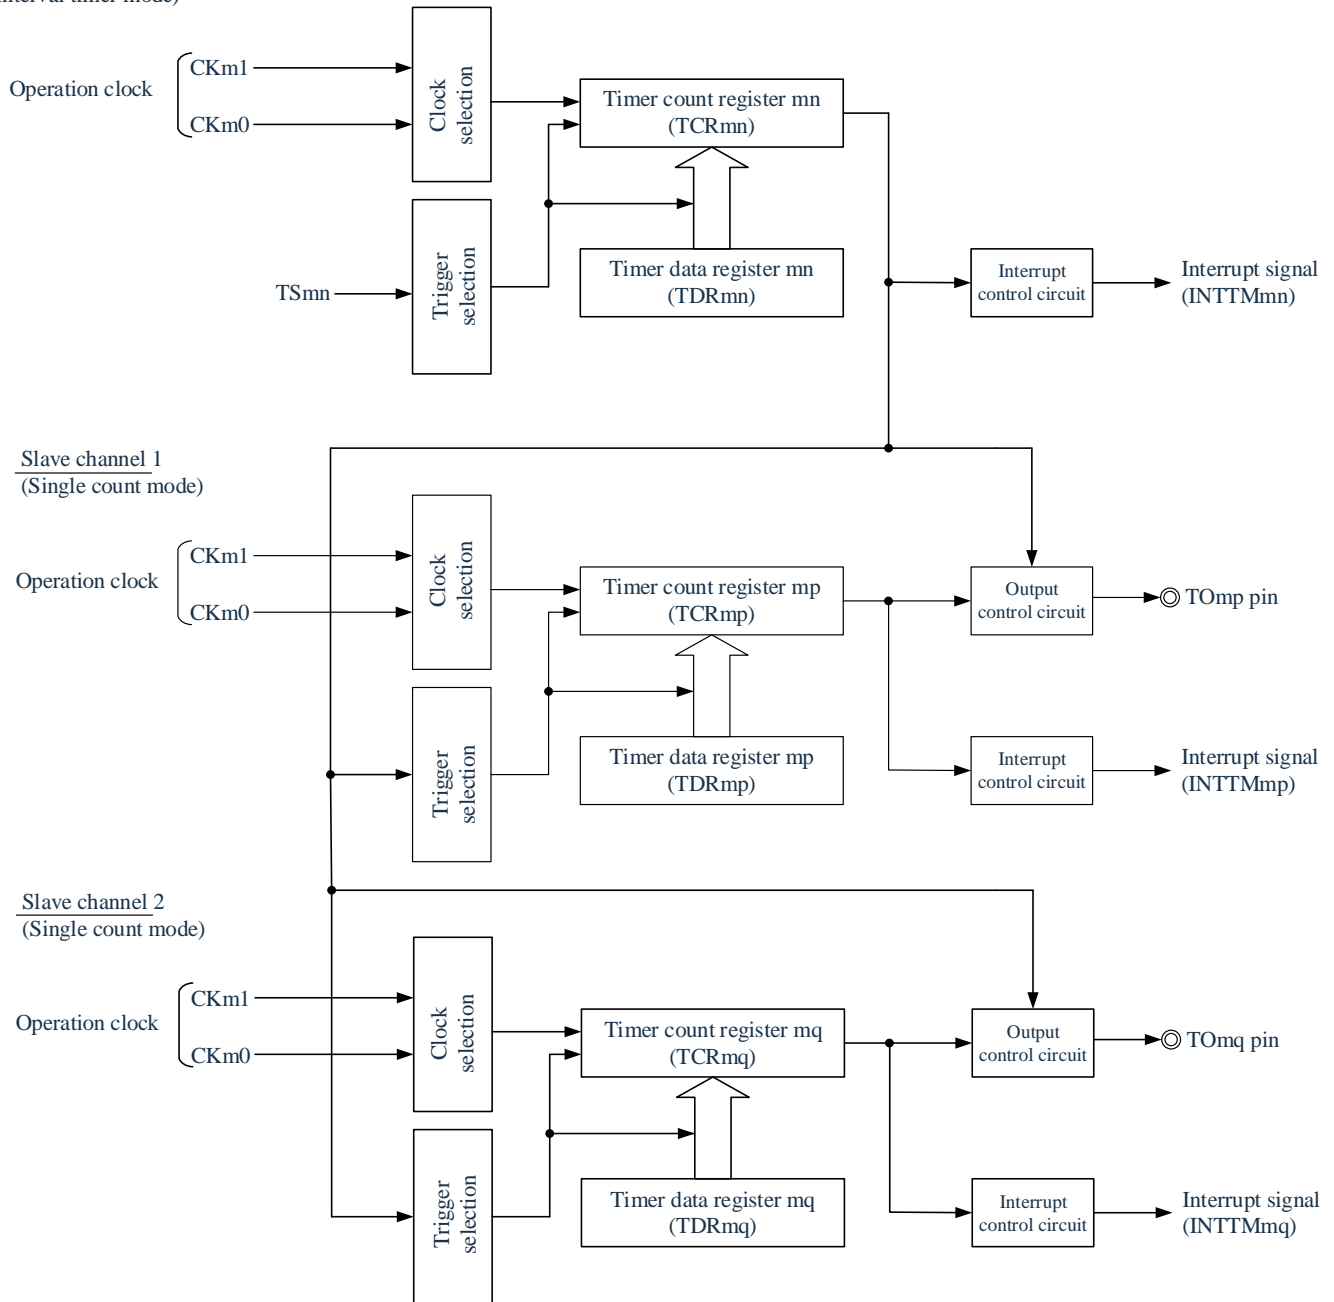 interval timer mode)
Operation clock
CKm1
CKm0
Clock
selection
Timer count register mn
(TCRmn)
TSmn
Trigger
selection
Timer data register mn
(TDRmn)
Interrupt
control circuit
Interrupt signal
(INTTMmn)
Slave channel 1
(Single count mode)
Operation clock
CKm1
CKm0
Clock
selection
Timer count register mp
(TCRmp)
Output
control circuit
TOmp pin
Trigger
selection
Timer data register mp
(TDRmp)
Interrupt
control circuit
Interrupt signal
(INTTMmp)
Slave channel 2
(Single count mode)
Operation clock
CKm1
CKm0
Clock
selection
Timer count register mq
(TCRmq)
Output
control circuit
TOmq pin
Trigger
selection
Timer data register mq
(TDRmq)
Interrupt
control circuit
Interrupt signal
(INTTMmq)